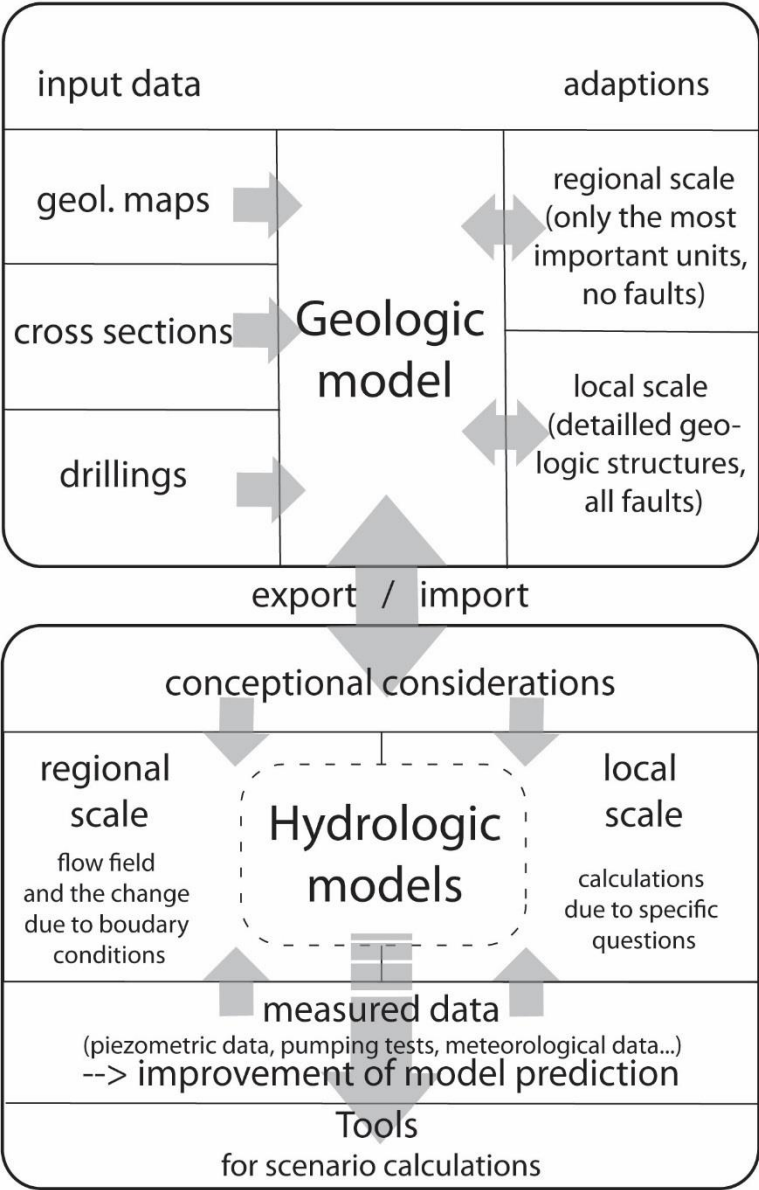 input data
adaptions
geol. maps
cross sections
drillings
Geologic
model
regional scale
(only the most
important units,
no faults)
local scale
(detailled geo-
logic structures,
all faults)
export / import
conceptional considerations
regional
scale
flow field
and the change
due to boudary
conditions
Hydrologic
models
local
scale
calculations
due to specific
questions
measured data
(piezometric data, pumping tests, meteorological data...)
--> improvement of model prediction
Tools
for scenario calculations